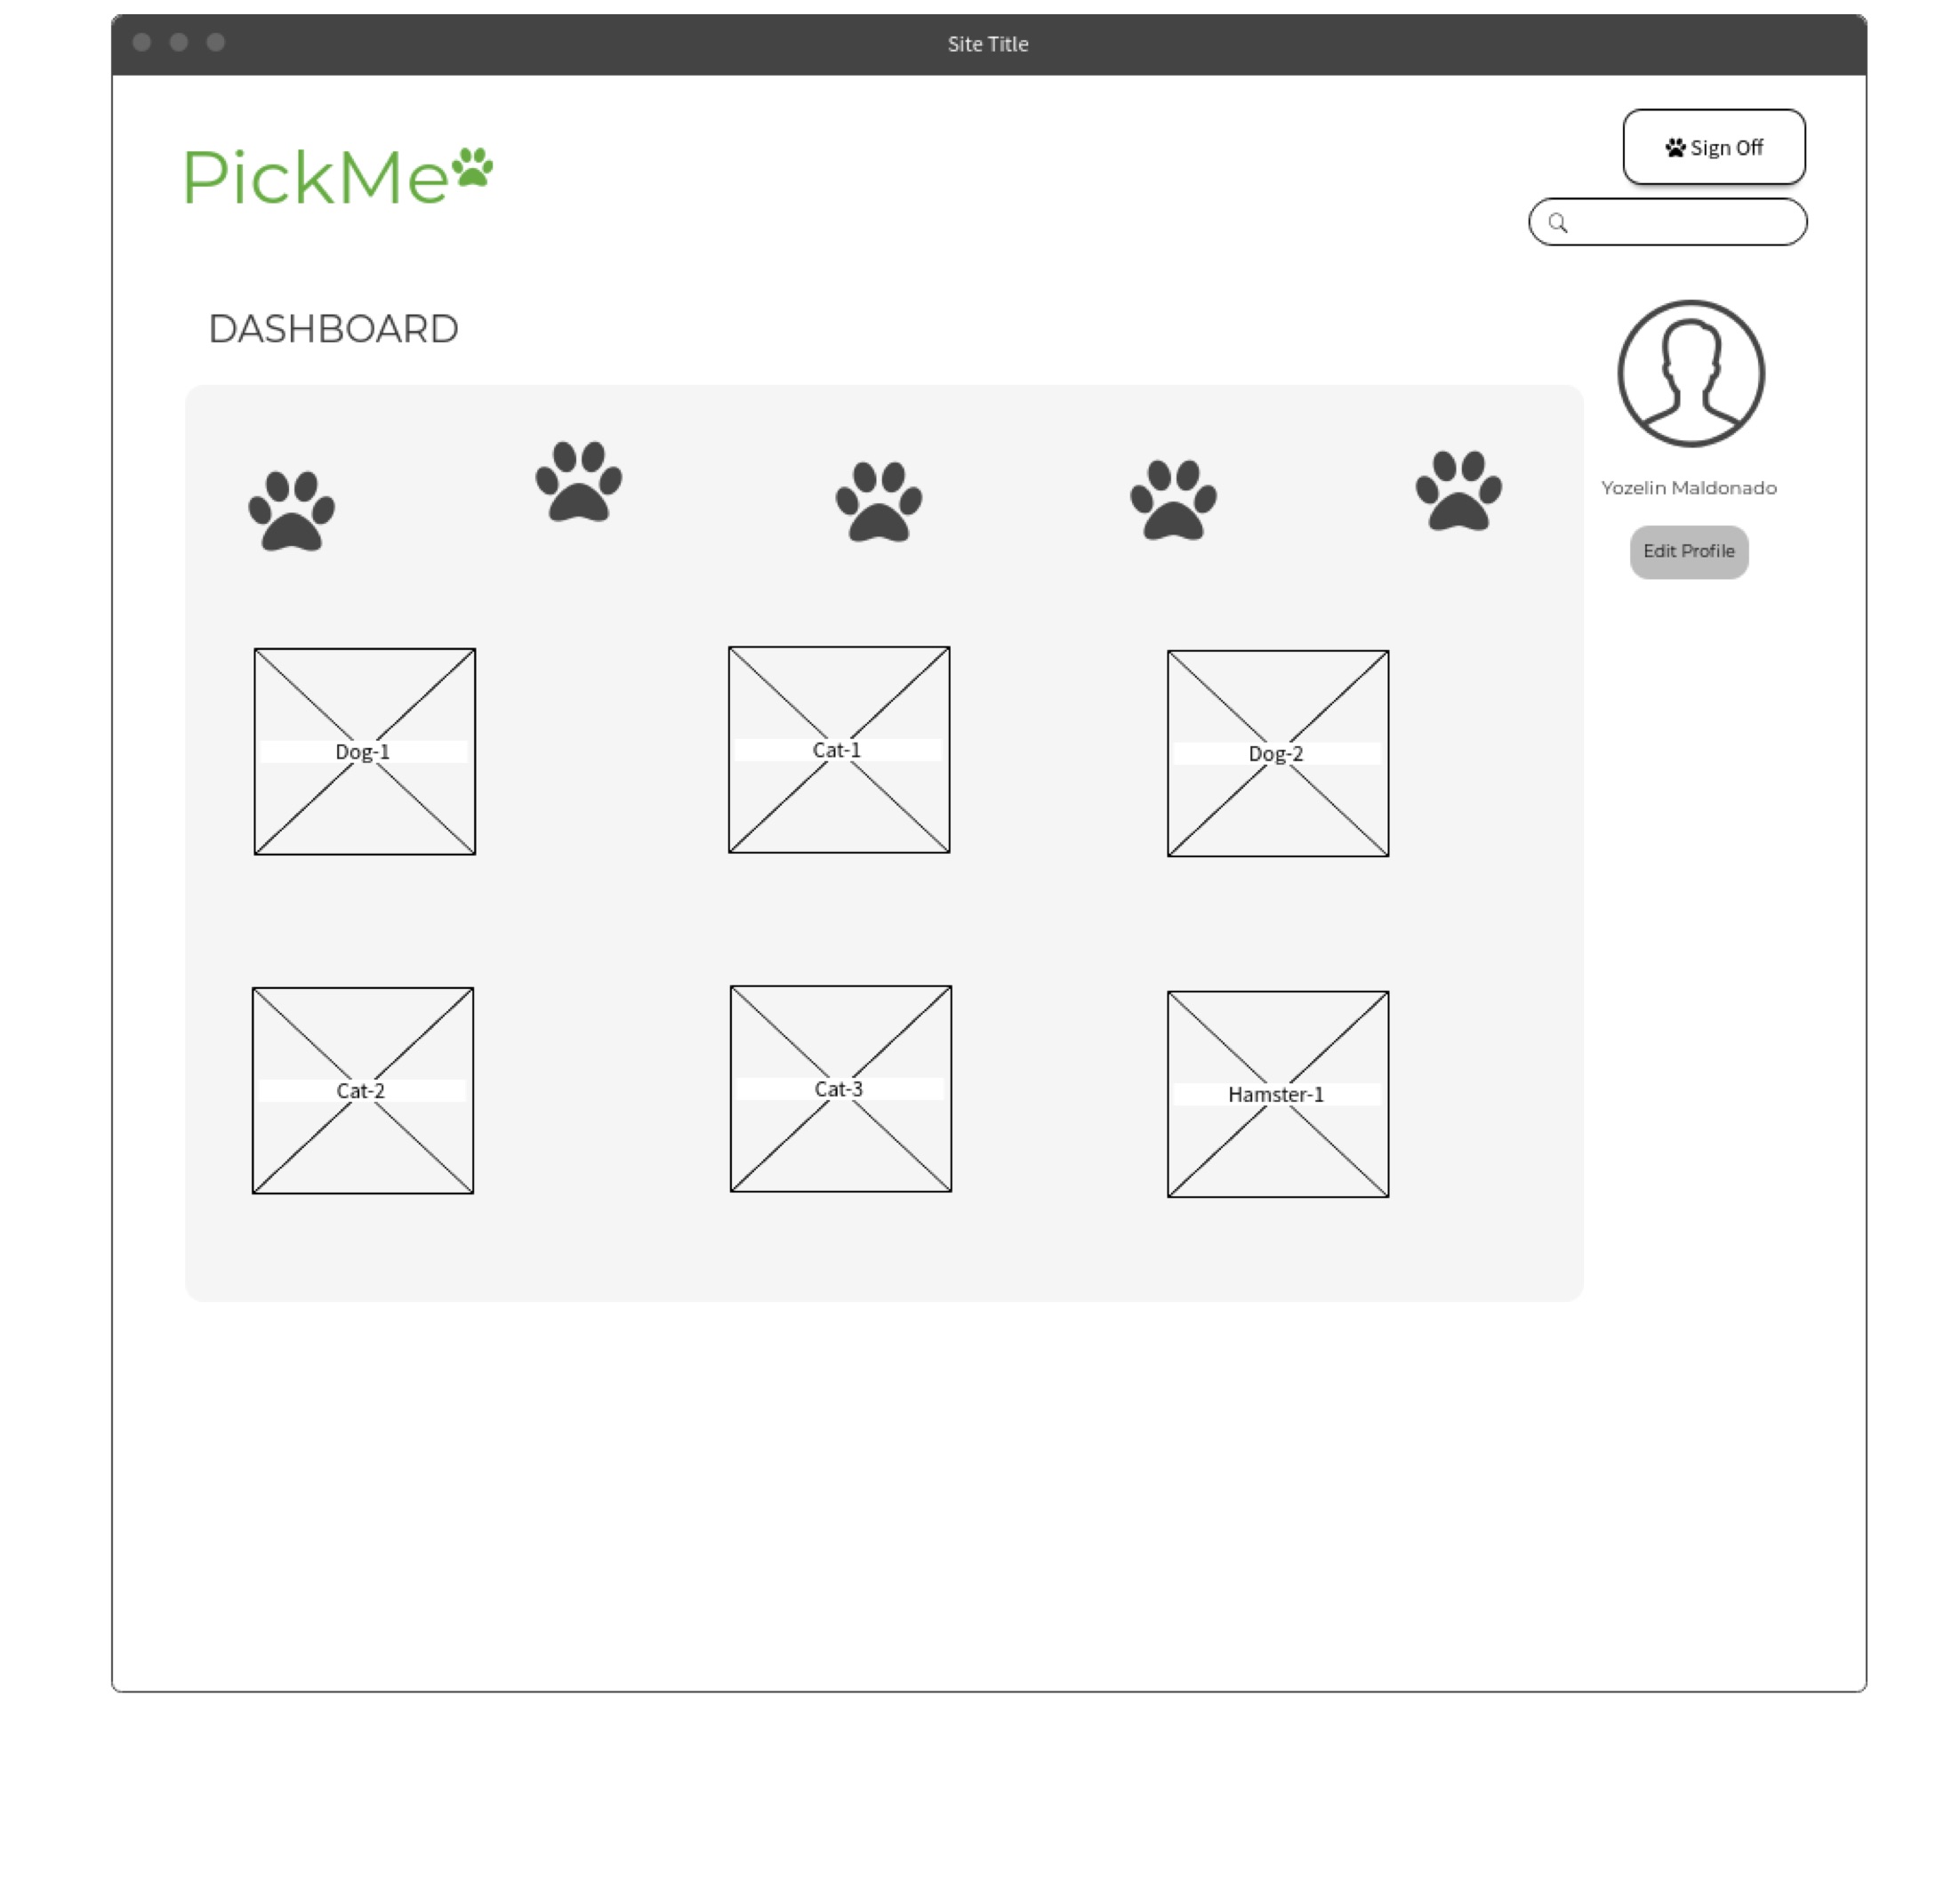 Site Title
PickMe
Sign Off
DASHBOARD
Yozelin Maldonado
Edit Profile
Dog-1
Cat-1
Dog-2
Cat-2
Cat-3
Hamster-1